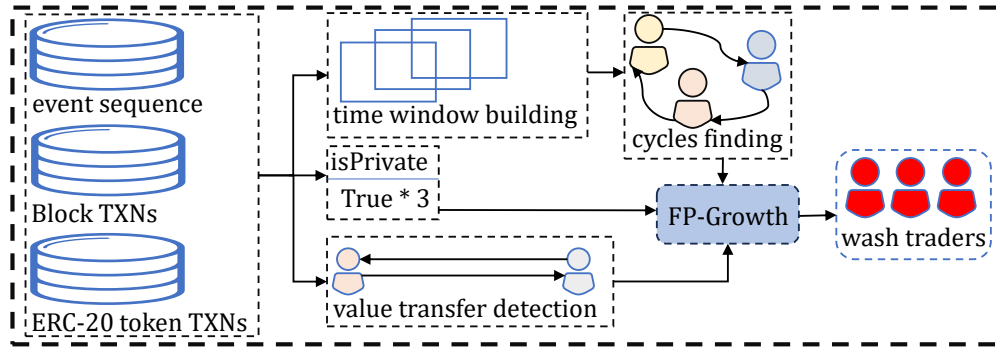 event sequence
Block TXNs
ERC-20 token TXNs
time window building
cycles finding
isPrivate
True * 3
value transfer detection
FP-Growth
wash traders